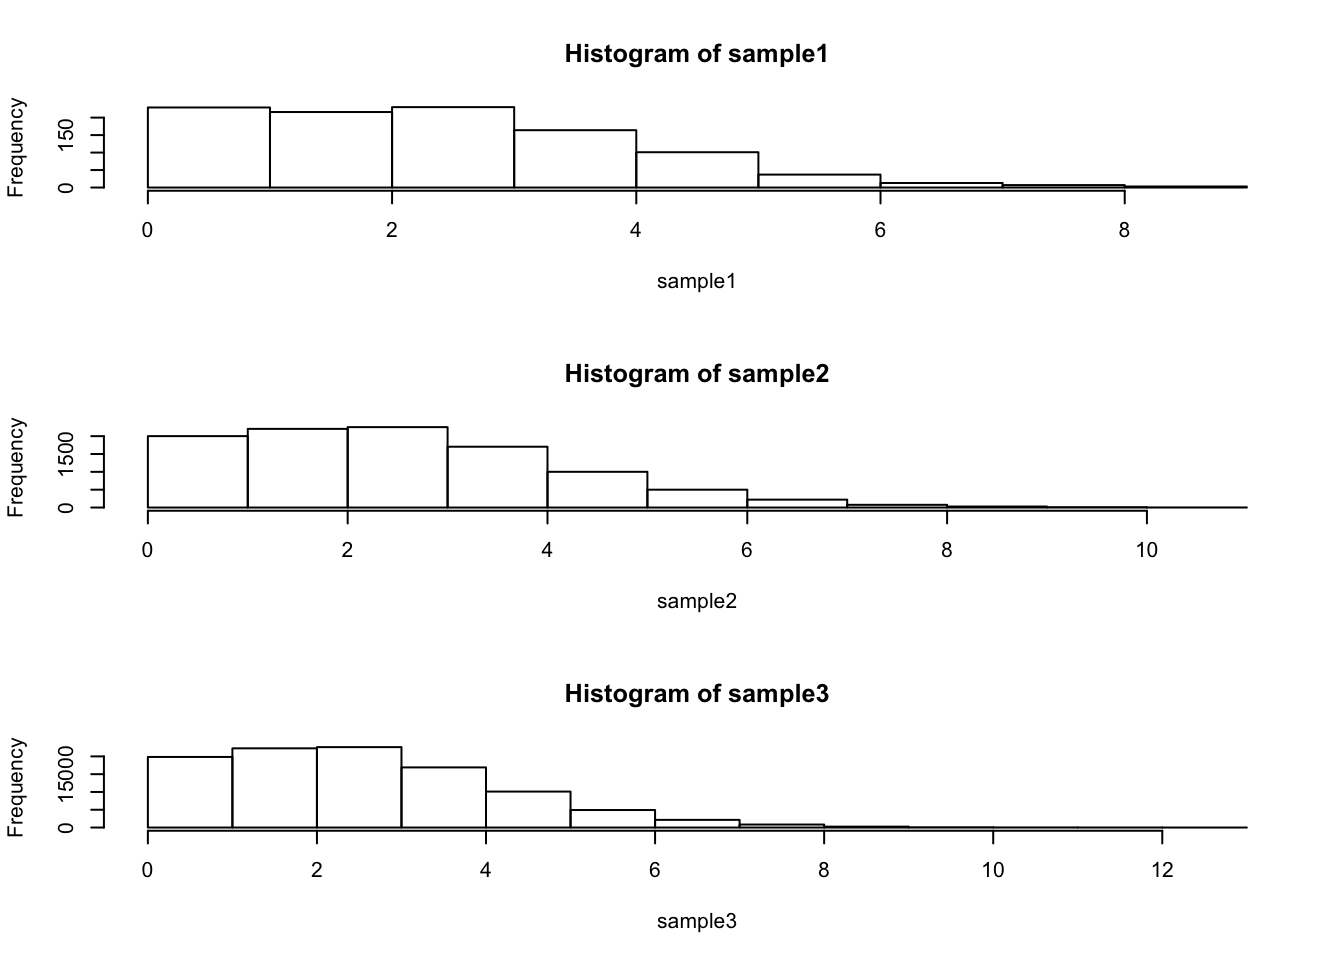 Histogram of sample1
Frequency
150
0
0 2 4 6 8
sample1
Histogram of sample2
Frequency
1500
0
0 2 4 6 8 10
sample2
Histogram of sample3
Frequency
15000
0
0 2 4 6 8 10 12
sample3